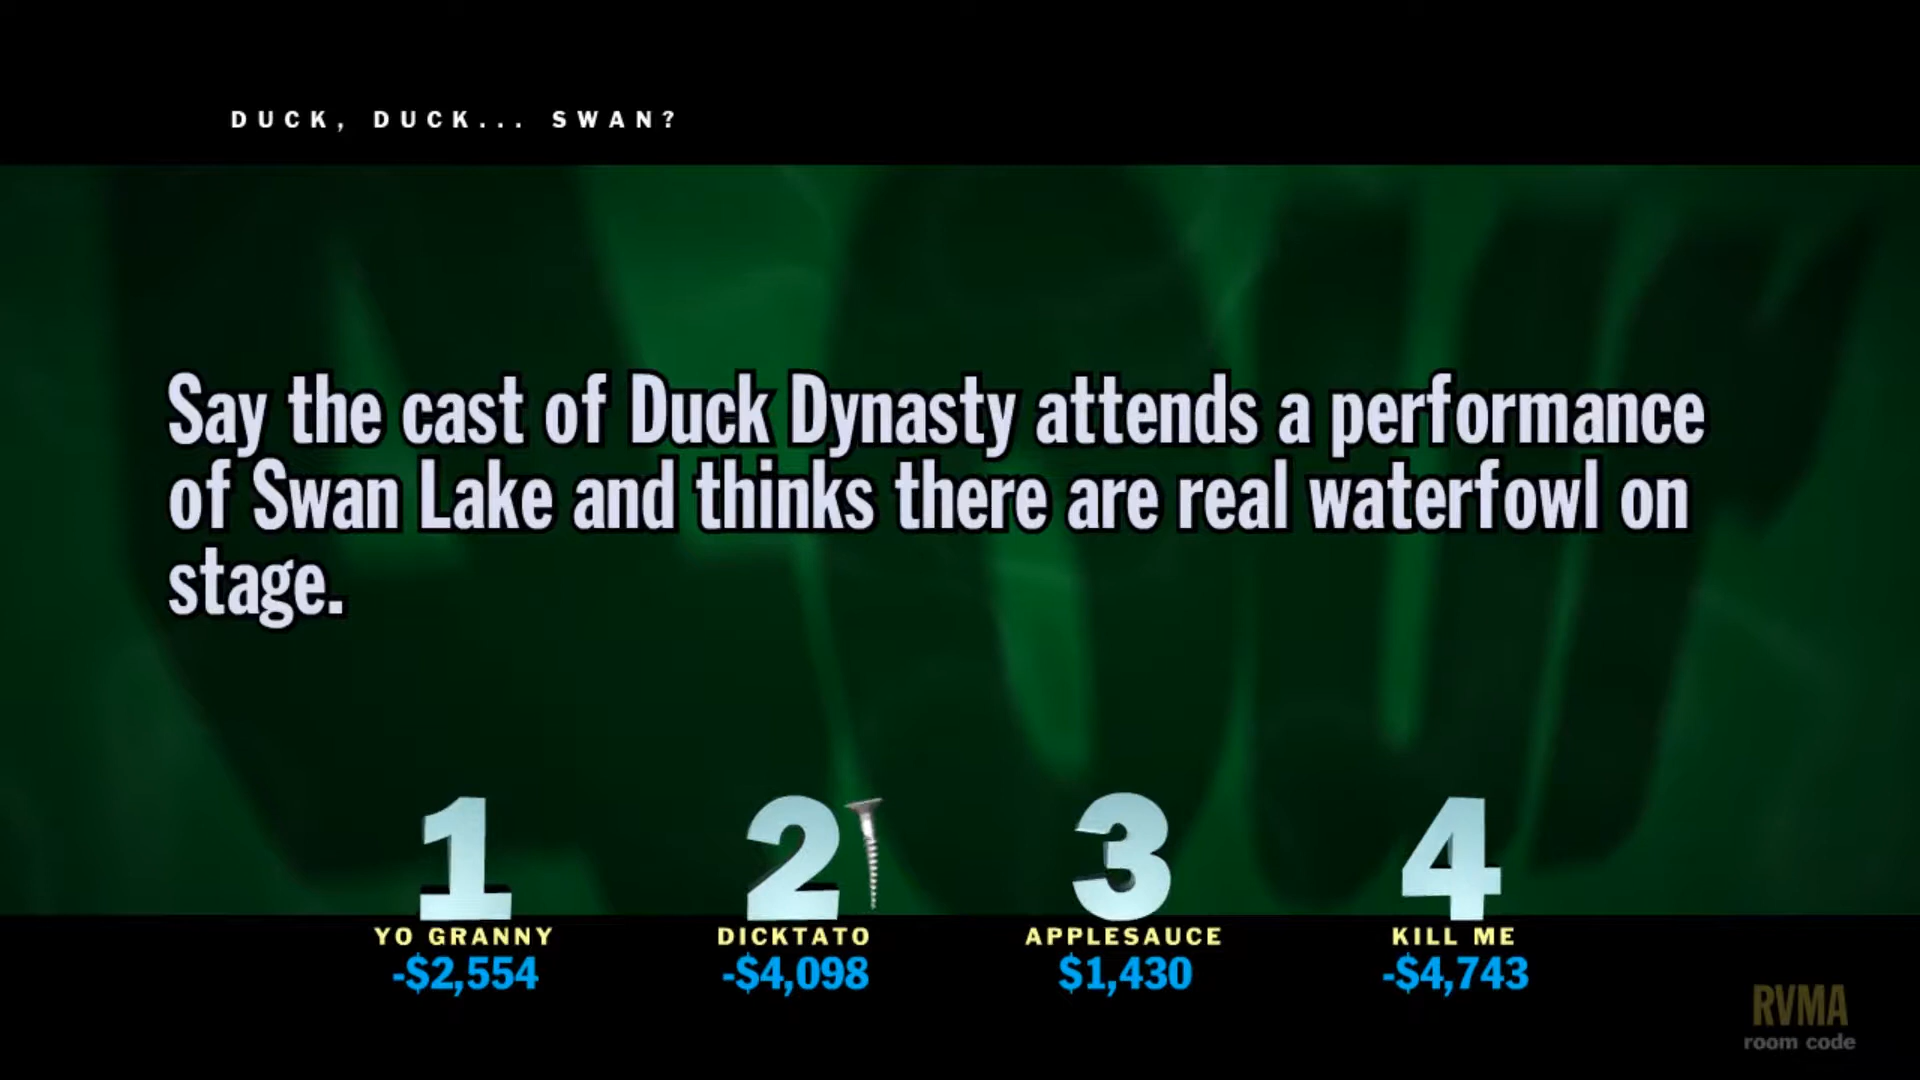 DUCK, DUCK... SWAN?
Say the cast of Duck Dynasty attends a performance
of Swan Lake and thinks there are real waterfowl on
stage.
1 2 3 4
YO GRANNY DICKTATO APPLESAUCE KILL ME
-$2,554 -$4,098 $1,430 -$4,743
RVMA
room code